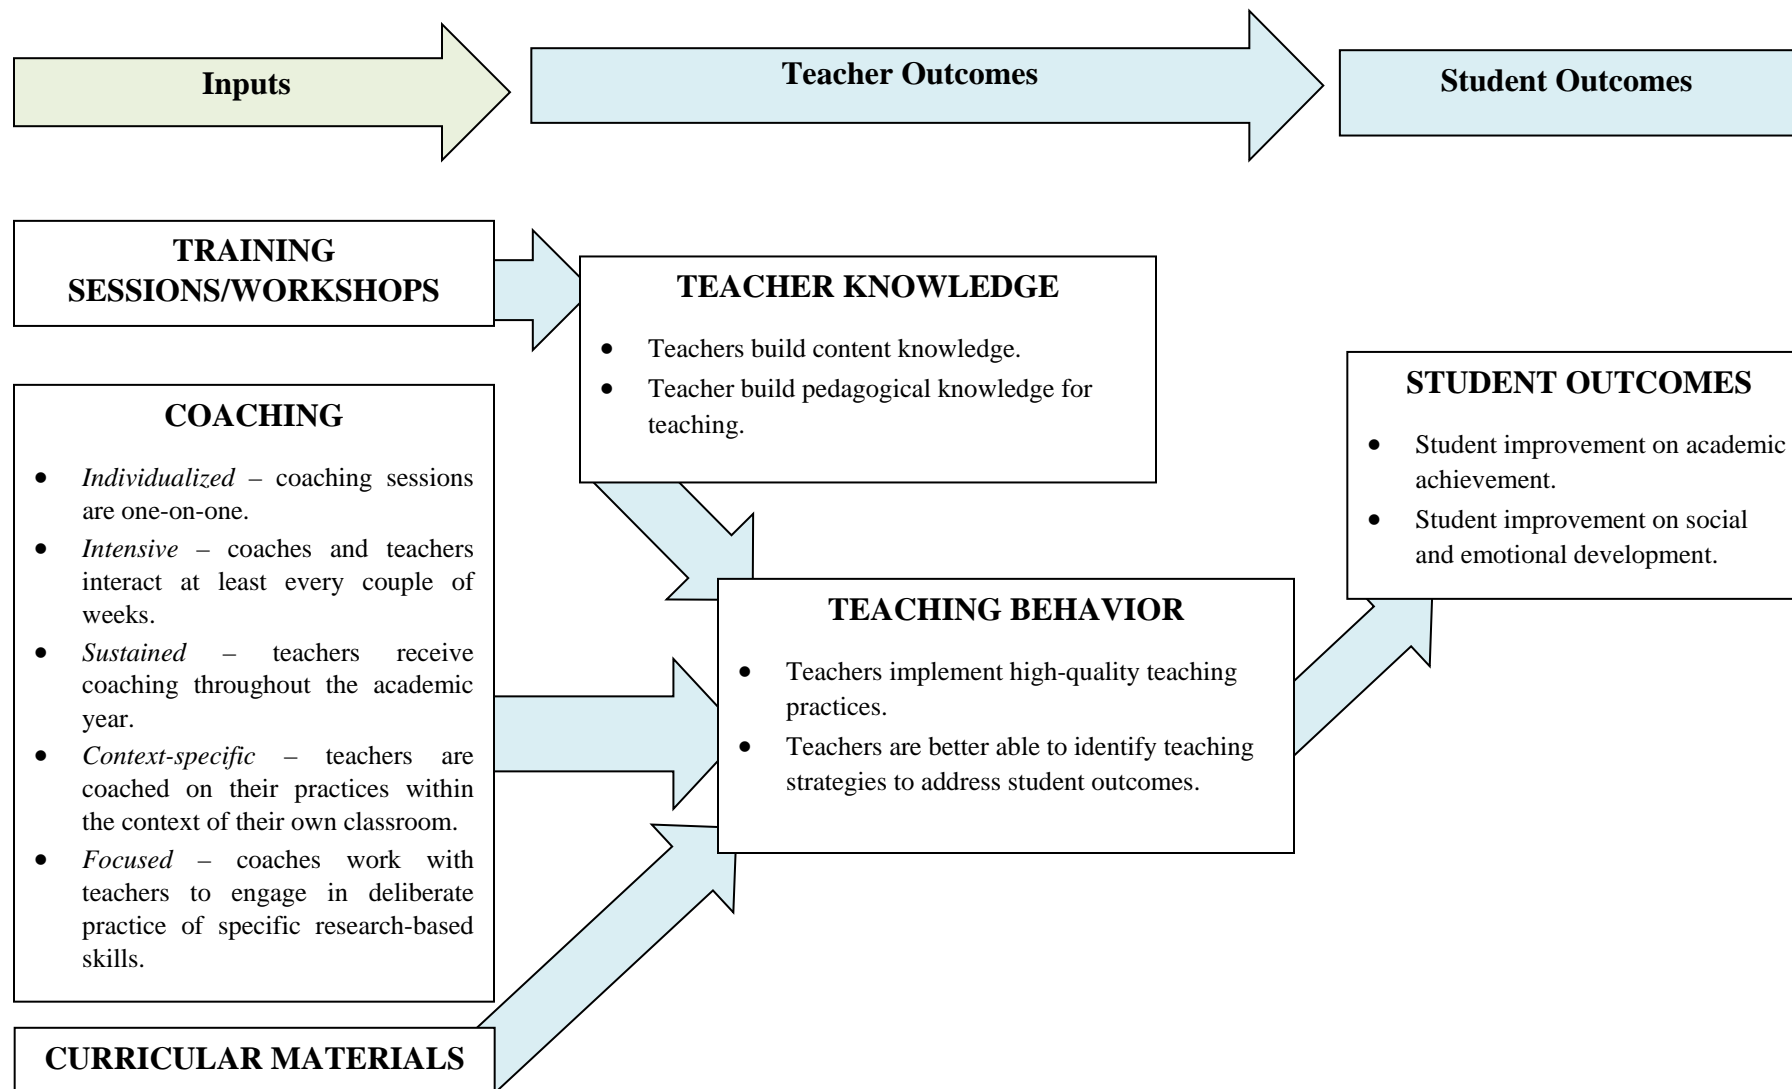 Inputs
Teacher Outcomes
Student Outcomes
TRAINING
SESSIONS/WORKSHOPS
COACHING
• Individualized – coaching sessions
are one-on-one.
• Intensive – coaches and teachers
interact at least every couple of
weeks.
• Sustained – teachers receive
coaching throughout the academic
year.
• Context-specific – teachers are
coached on their practices within
the context of their own classroom.
• Focused – coaches work with
teachers to engage in deliberate
practice of specific research-based
skills.
CURRICULAR MATERIALS
TEACHER KNOWLEDGE
• Teachers build content knowledge.
• Teacher build pedagogical knowledge for
teaching.
TEACHING BEHAVIOR
• Teachers implement high-quality teaching
practices.
• Teachers are better able to identify teaching
strategies to address student outcomes.
STUDENT OUTCOMES
• Student improvement on academic
achievement.
• Student improvement on social
and emotional development.